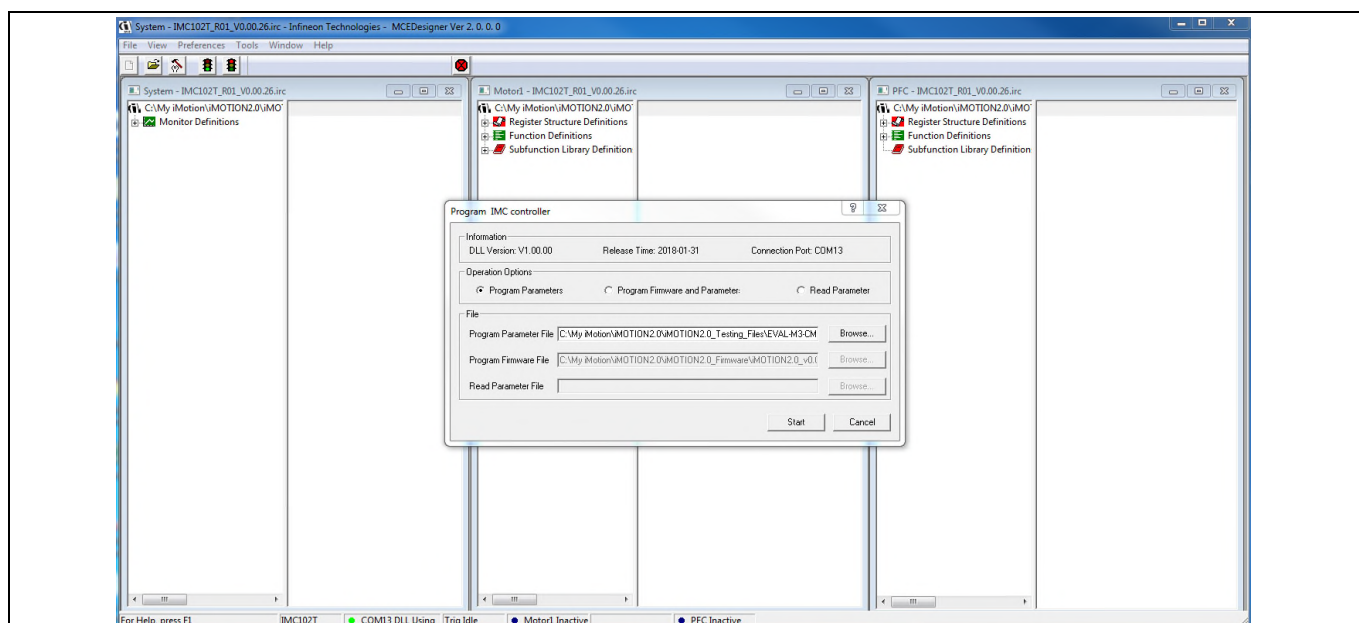 System - IMC102T_R01_V0.00.26.irc - Infineon Technologies - MCEDesigner Ver 2. 0. 0. 0
File View Preferences Tools Window Help
System - IMC102T_R01_V0.00.26.irc
C:\My iMotion\iMOTION2.0\iMO
Monitor Definitions
Motor1 - IMC102T_R01_V0.00.26.irc
C:\My iMotion\iMOTION2.0\iMO
Register Structure Definitions
Function Definitions
Subfunction Library Definition
PFC - IMC102T_R01_V0.00.26.irc
C:\My iMotion\iMOTION2.0\iMO
Register Structure Definitions
Function Definitions
Subfunction Library Definition
Program IMC controller
Information
DLL Version: V1.00.00 Release Time: 2018-01-31 Connection Port: COM13
Operation Options
Program Parameters Program Firmware and Parameter Read Parameter
File
Program Parameter File C:\My iMotion\iMOTION2.0\iMOTION2.0_Testing_Files\EVAL-M3-CM Browse...
Program Firmware File C:\My iMotion\iMOTION2.0\iMOTION2.0_Firmware\iMOTION2.0_v0.( Browse...
Read Parameter File Browse...
Start Cancel
For Help, press F1 IMC102T COM13 DLL Using Trig Idle Motor1 Inactive PFC Inactive